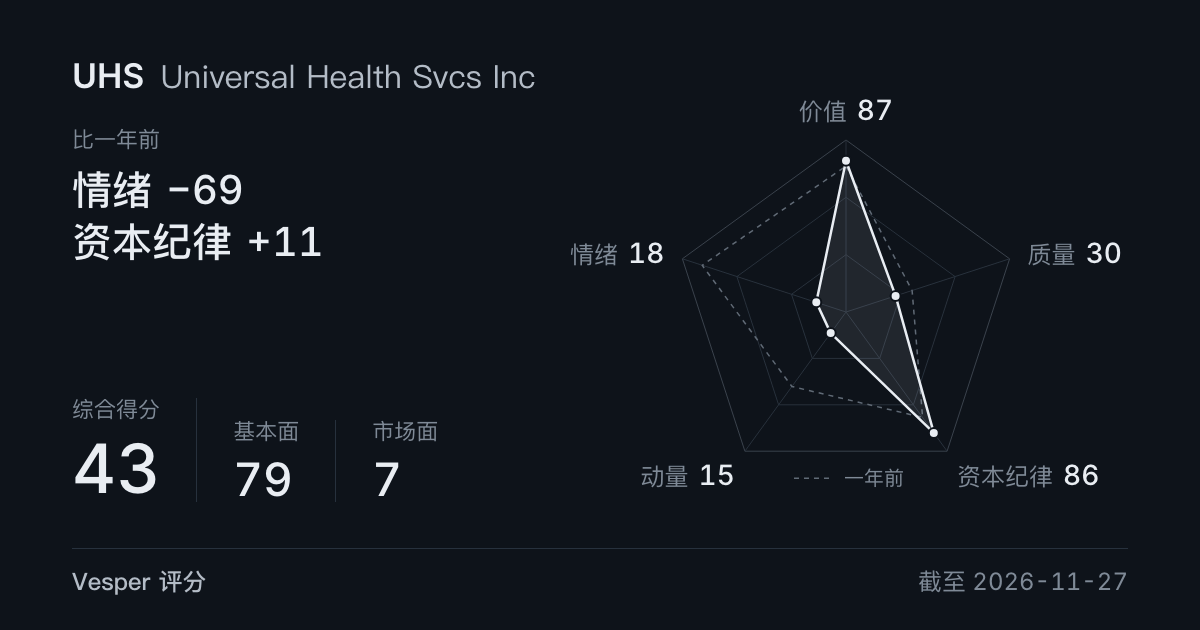 UHS Universal Health Svcs Inc
比一年前
情绪 −69
资本纪律 +11
综合得分
43
基本面
79
市场面
7
价值 87
情绪 18
质量 30
动量 15
一年前
资本纪律 86
Vesper 评分
截至 2026-11-27